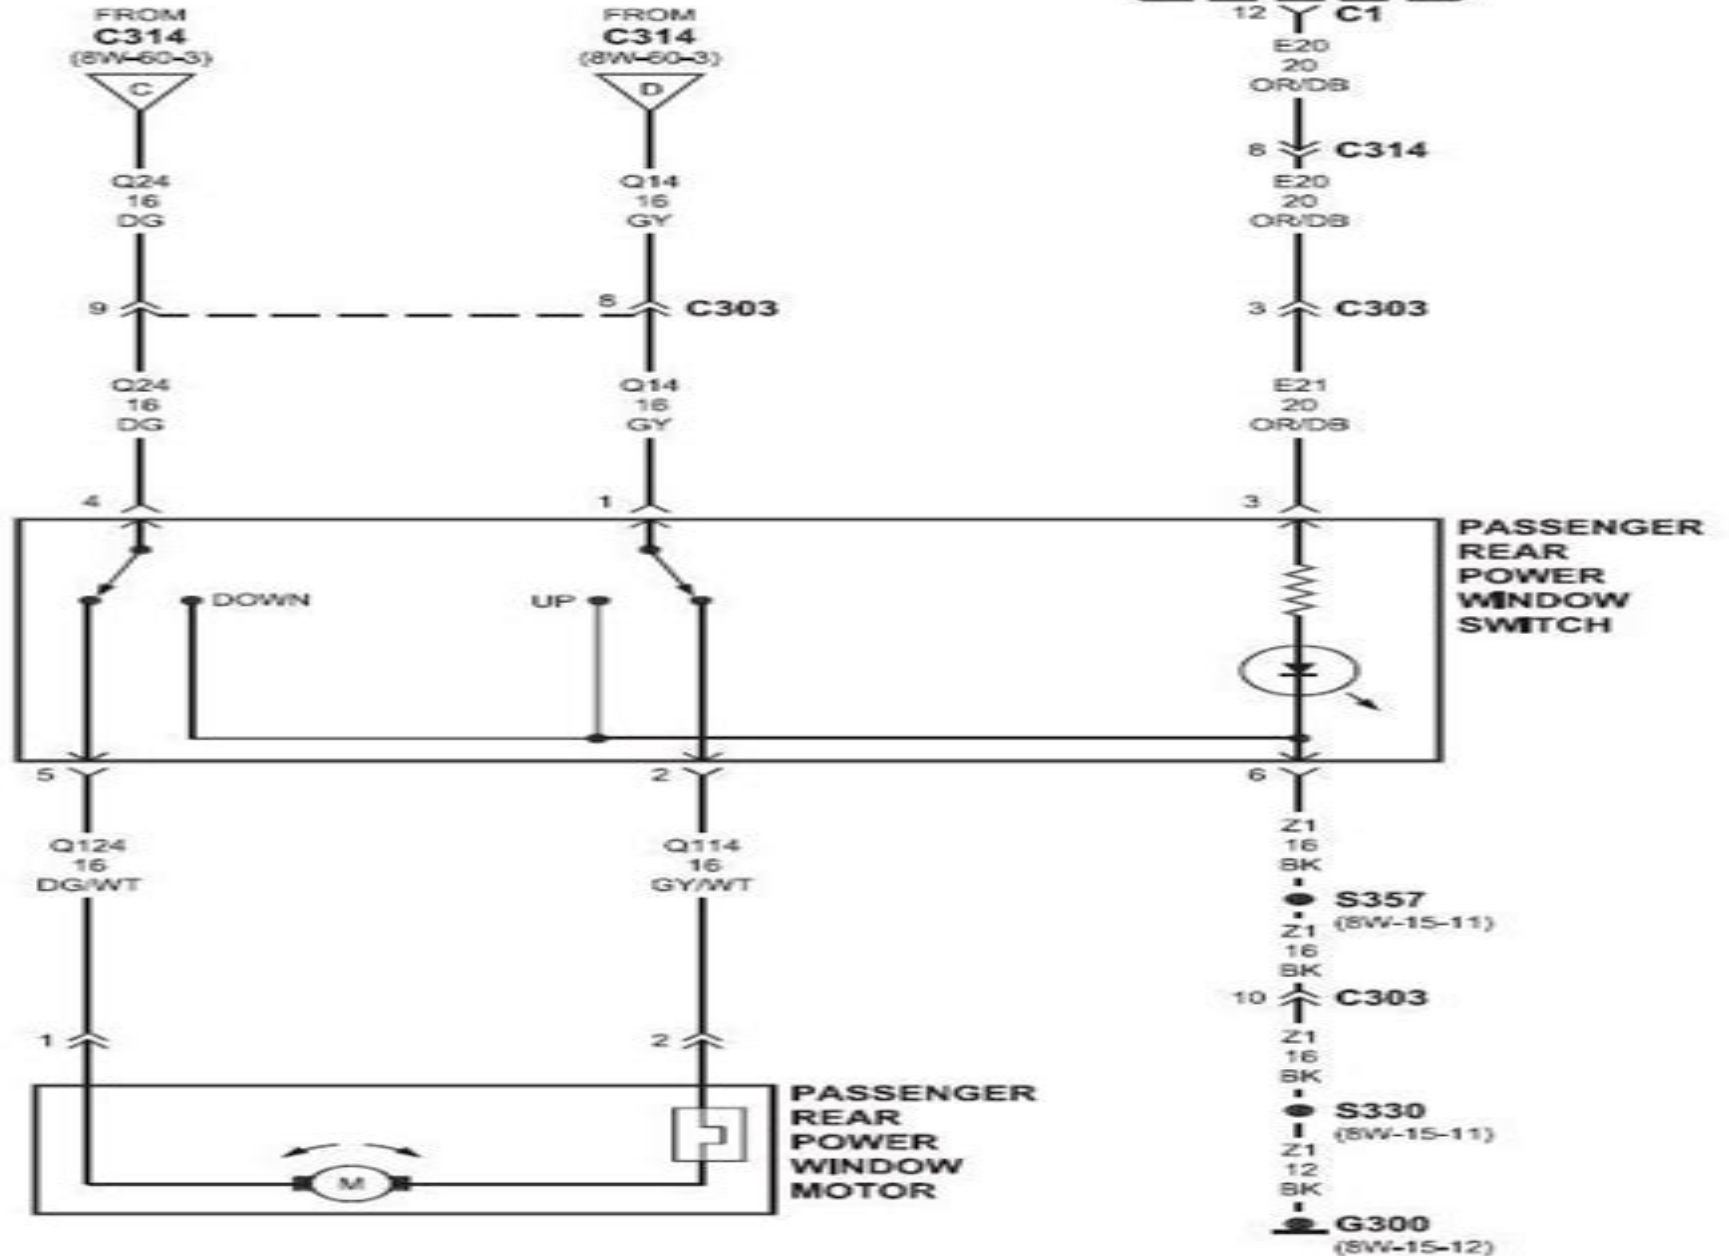 FROM
C314
(8W-60-3)
C
FROM
C314
(8W-60-3)
D
12 C1
E20
20
OR/DB
8 C314
Q24
16
DG
Q14
16
GY
E20
20
OR/DB
9
8 C303
3 C303
Q24
16
DG
Q14
16
GY
E21
20
OR/DB
4
1
3
PASSENGER
REAR
POWER
WINDOW
SWITCH
DOWN
UP
5
2
6
Q124
16
DG/WT
Q114
16
GY/WT
Z1
16
BK
S357
(8W-15-11)
Z1
16
BK
10 C303
1
2
Z1
16
BK
PASSENGER
REAR
POWER
WINDOW
MOTOR
M
S330
(8W-15-11)
Z1
12
BK
G300
(8W-15-12)